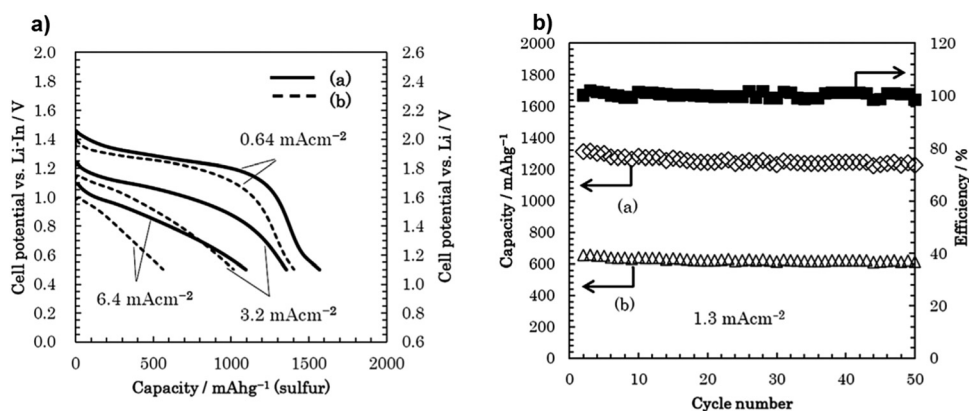 a)
2.0
1.8
1.6
1.4
1.2
1.0
0.8
0.6
0.4
0.2
0.0
Cell potential vs. Li-In / V
2.6
2.4
2.2
2.0
1.8
1.6
1.4
1.2
1.0
0.8
0.6
Cell potential vs. Li / V
(a)
(b)
0.64 mAcm⁻²
6.4 mAcm⁻²
3.2 mAcm⁻²
0 500 1000 1500 2000
Capacity / mAhg⁻¹ (sulfur)
b)
2000
1800
1600
1400
1200
1000
800
600
400
200
0
Capacity / mAhg⁻¹
120
100
80
60
40
20
0
Efficiency / %
(a)
(b)
1.3 mAcm⁻²
0 10 20 30 40 50
Cycle number